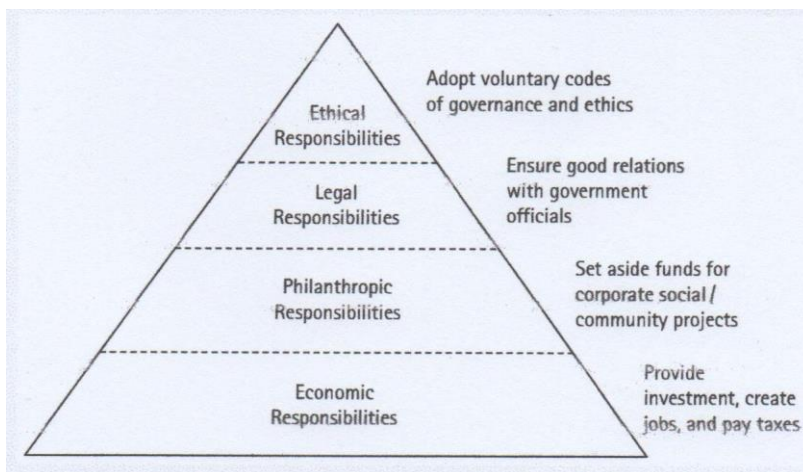 Adopt voluntary codes
of governance and ethics
Ethical
Responsibilities
Ensure good relations
with government
officials
Legal
Responsibilities
Set aside funds for
corporate social /
community projects
Philanthropic
Responsibilities
Provide
investment, create
jobs, and pay taxes
Economic
Responsibilities